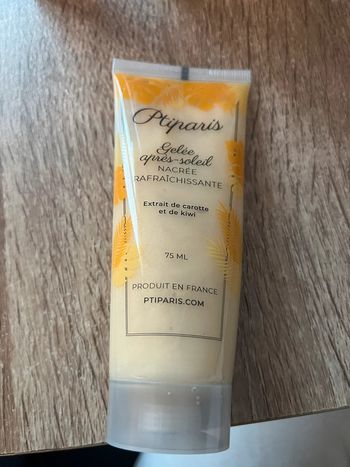 Ptiparis
Gelée
après-soleil
NACRÉE
RAFRAÎCHISSANTE
Extrait de carotte
et de kiwi
75 ML
PRODUIT EN FRANCE
PTIPARIS.COM